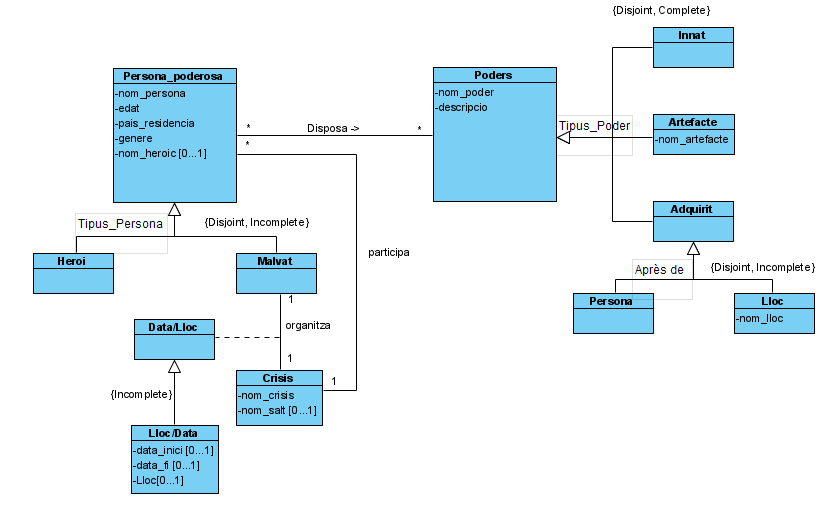 {Disjoint, Complete}
Innat
Persona_poderosa
-nom_persona
-edat
-pais_residencia
-genere
-nom_heroic [0...1]
Poders
-nom_poder
-descripcio
*
Disposa ->
*
*
Tipus_Poder
Artefacte
-nom_artefacte
Adquirit
Tipus_Persona
{Disjoint, Incomplete}
Heroi
Malvat
participa
Après de
{Disjoint, Incomplete}
Persona
Lloc
-nom_lloc
1
organitza
1
Data/Lloc
{Incomplete}
Crisis
-nom_crisis
-nom_salt [0...1]
1
Lloc/Data
-data_inici [0...1]
-data_fi [0...1]
-Lloc[0...1]